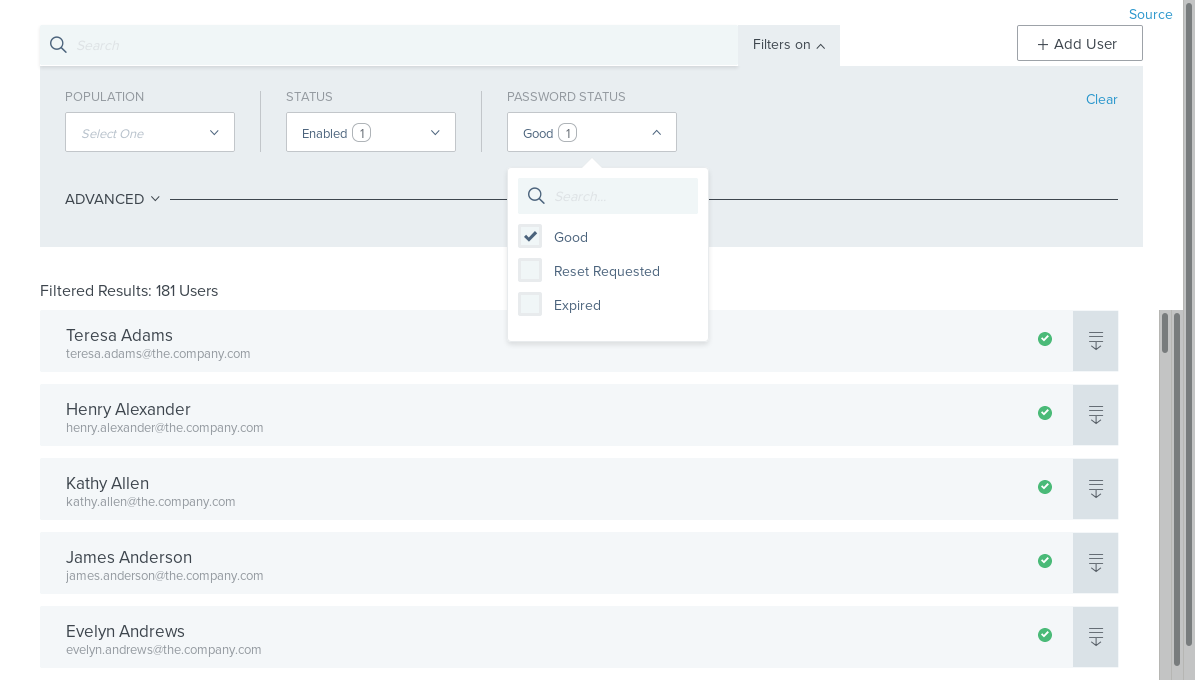 Source
Search
Filters on
+ Add User
POPULATION
STATUS
PASSWORD STATUS
Clear
Select One
Enabled 1
Good 1
ADVANCED
Search...
Good
Reset Requested
Expired
Filtered Results: 181 Users
Teresa Adams
teresa.adams@the.company.com
Henry Alexander
henry.alexander@the.company.com
Kathy Allen
kathy.allen@the.company.com
James Anderson
james.anderson@the.company.com
Evelyn Andrews
evelyn.andrews@the.company.com